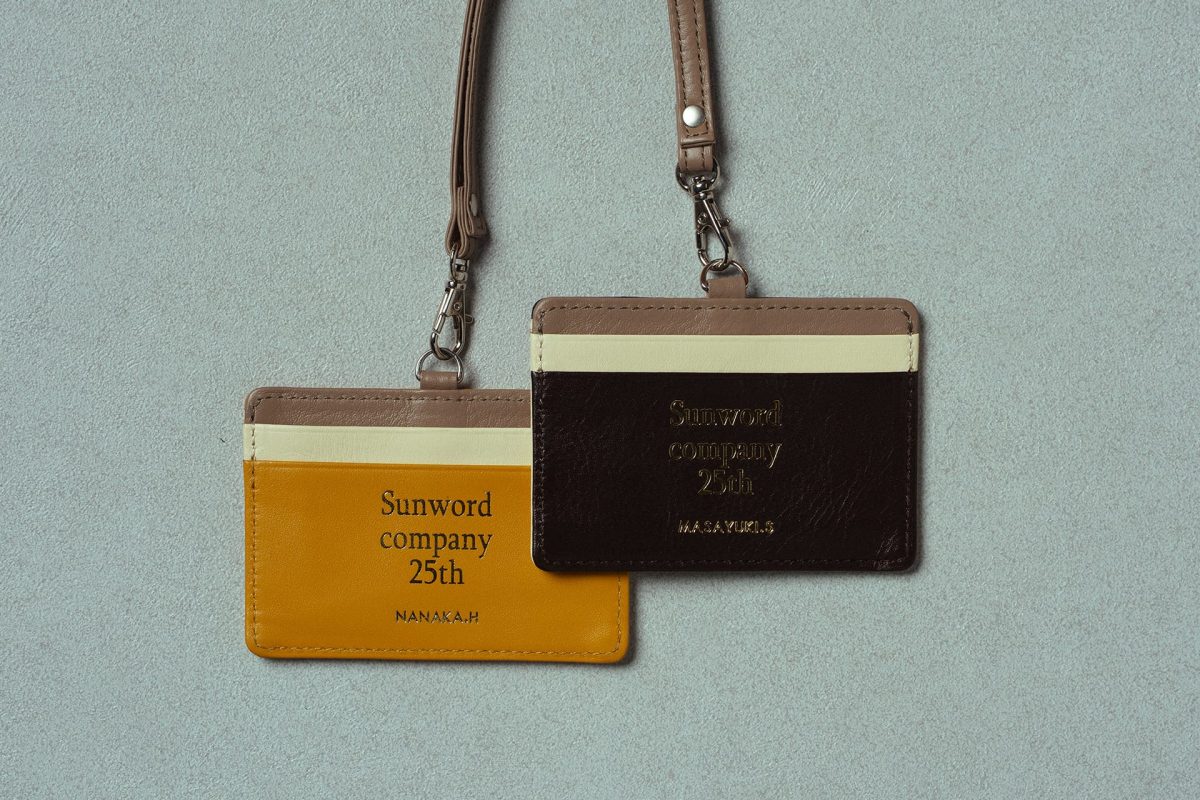 Sunword
company
25th
NANAKA.H
Sunword
company
25th
MASAYUKI.S